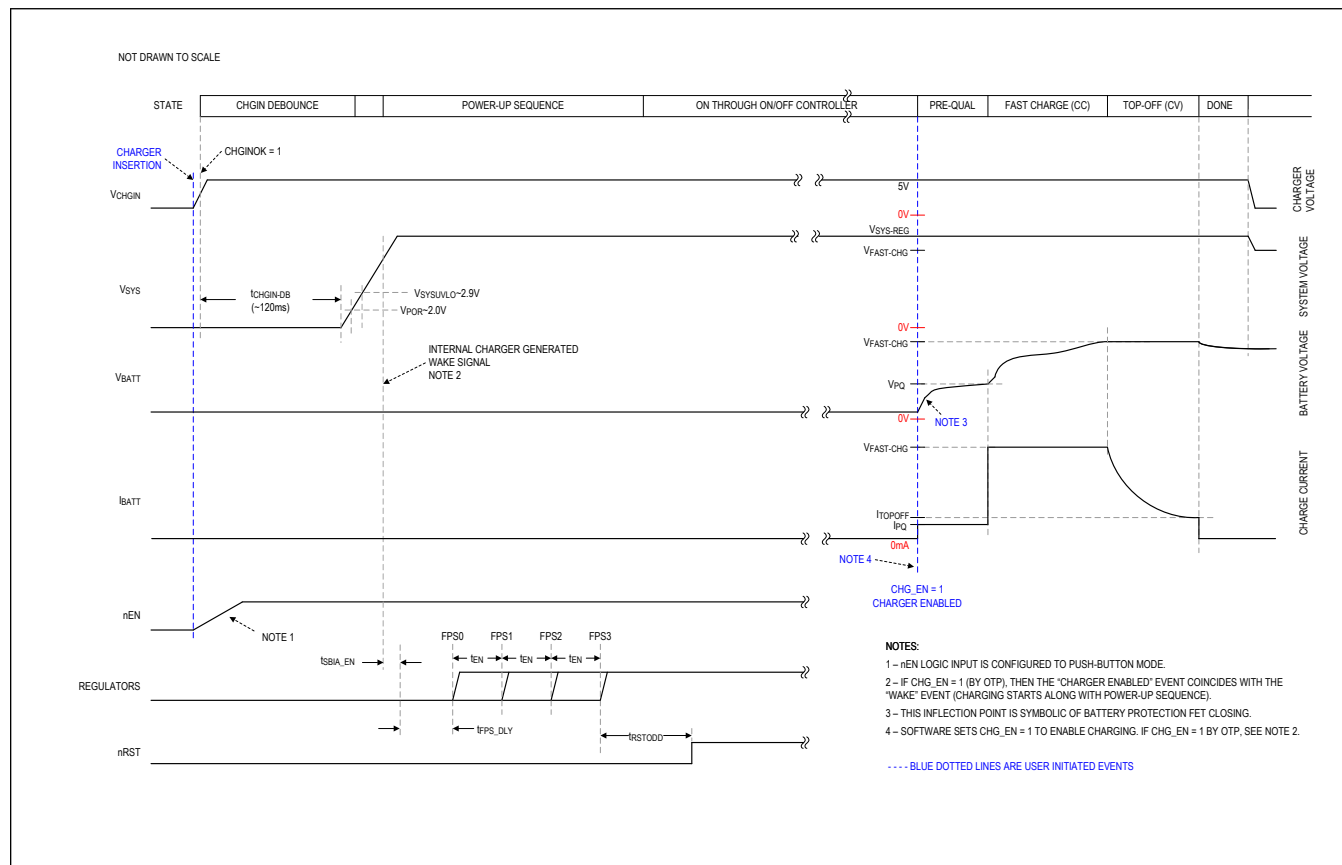 NOT DRAWN TO SCALE
STATE
CHGIN DEBOUNCE
POWER-UP SEQUENCE
ON THROUGH ON/OFF CONTROLLER
PRE-QUAL
FAST CHARGE (CC)
TOP-OFF (CV)
DONE
CHARGER
INSERTION
CHGINOK = 1
VCHGIN
5V
0V
CHARGER
VOLTAGE
VSYS-REG
VFAST-CHG
VSYS
tCHGIN-DB
(~120ms)
VSYSUVLO~2.9V
VPOR~2.0V
0V
SYSTEM VOLTAGE
INTERNAL CHARGER GENERATED
WAKE SIGNAL
NOTE 2
VFAST-CHG
VBATT
VPQ
0V
NOTE 3
BATTERY VOLTAGE
VFAST-CHG
IBATT
ITOPOFF
IPQ
0mA
CHARGE CURRENT
NOTE 4
CHG_EN = 1
CHARGER ENABLED
nEN
NOTE 1
tSBIA_EN
FPS0
FPS1
FPS2
FPS3
tEN
tEN
tEN
REGULATORS
tFPS_DLY
tRSTODD
nRST
NOTES:
1 – nEN LOGIC INPUT IS CONFIGURED TO PUSH-BUTTON MODE.
2 – IF CHG_EN = 1 (BY OTP), THEN THE “CHARGER ENABLED” EVENT COINCIDES WITH THE
“WAKE” EVENT (CHARGING STARTS ALONG WITH POWER-UP SEQUENCE).
3 – THIS INFLECTION POINT IS SYMBOLIC OF BATTERY PROTECTION FET CLOSING.
4 – SOFTWARE SETS CHG_EN = 1 TO ENABLE CHARGING. IF CHG_EN = 1 BY OTP, SEE NOTE 2.
- - - - BLUE DOTTED LINES ARE USER INITIATED EVENTS